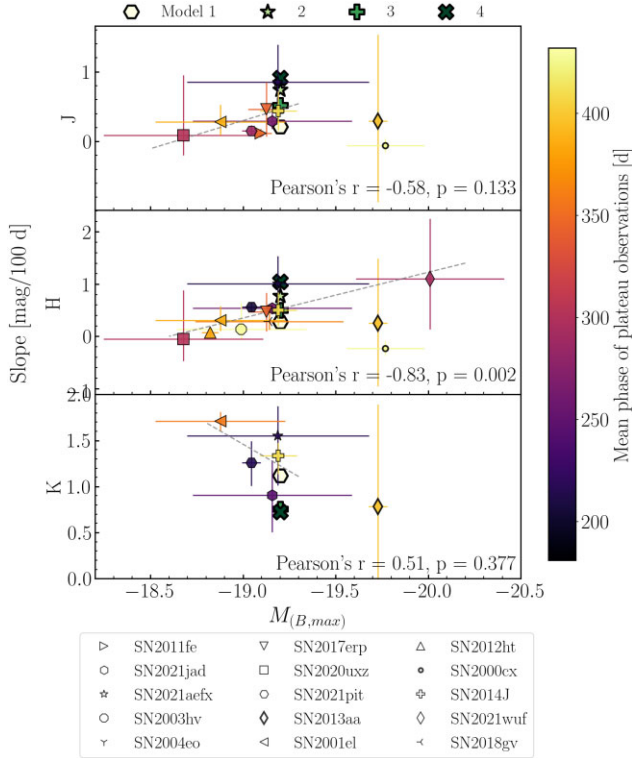 Model 1 2 3 4
1
0
J
Pearson's r = -0.58, p = 0.133
2
1
0
−1
H
Pearson's r = -0.83, p = 0.002
Slope [mag/100 d]
2.0
1.5
1.0
0.5
0.0
K
Pearson's r = 0.51, p = 0.377
−18.5 −19.0 −19.5 −20.0 −20.5
M(B,max)
400
350
300
250
200
Mean phase of plateau observations [d]
SN2011fe SN2017erp SN2012ht
SN2021jad SN2020uxz SN2000cx
SN2021aefx SN2021pit SN2014J
SN2003hv SN2013aa SN2021wuf
SN2004eo SN2001el SN2018gv